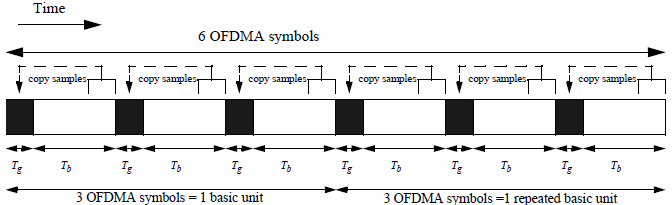 Time
6 OFDMA symbols
copy samples copy samples copy samples copy samples copy samples copy samples
Tg Tb Tg Tb Tg Tb Tg Tb Tg Tb Tg Tb
3 OFDMA symbols = 1 basic unit 3 OFDMA symbols =1 repeated basic unit